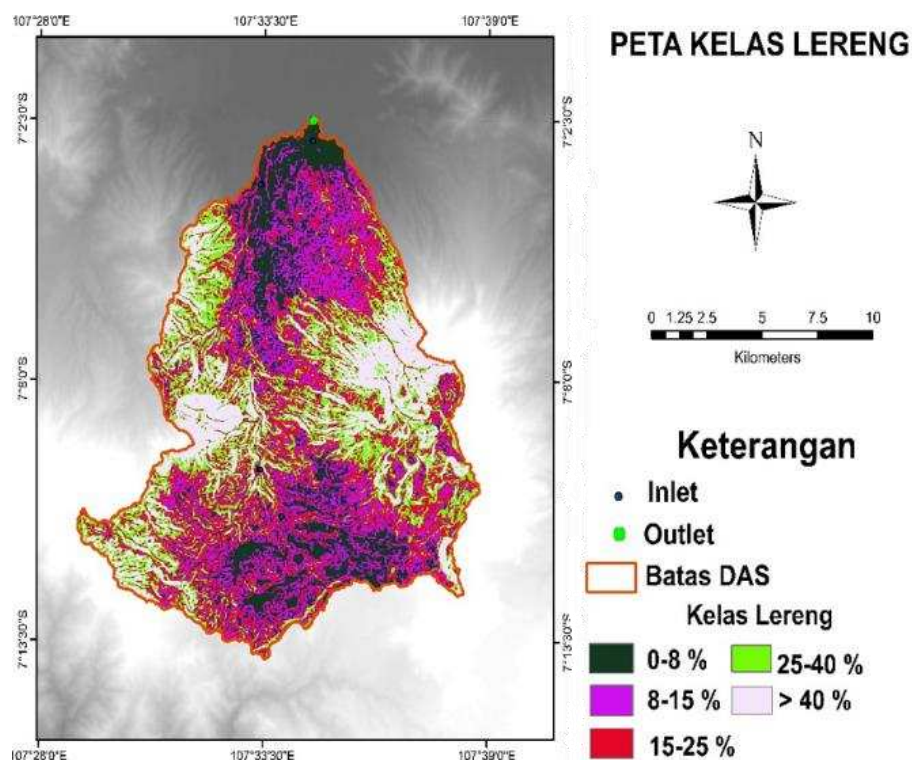 107°28'0"E 107°33'30"E 107°39'0"E
PETA KELAS LERENG
7°2'30"S 7°2'30"S
N
0 1.25 2.5 5 7.5 10
Kilometers
7°8'0"S 7°8'0"S
Keterangan
Inlet
Outlet
Batas DAS
Kelas Lereng
0-8 % 25-40 %
8-15 % > 40 %
15-25 %
7°13'30"S 7°13'30"S
107°28'0"E 107°33'30"E 107°39'0"E